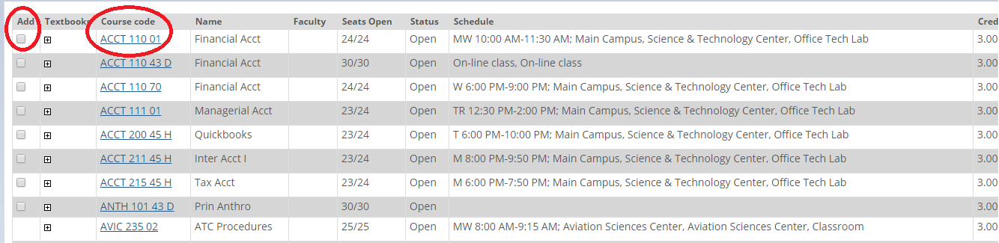 Add Textbooks Course code Name Faculty Seats Open Status Schedule Cred
ACCT 110 01 Financial Acct 24/24 Open MW 10:00 AM-11:30 AM; Main Campus, Science & Technology Center, Office Tech Lab 3.00
ACCT 110 43 D Financial Acct 30/30 Open On-line class, On-line class 3.00
ACCT 110 70 Financial Acct 24/24 Open W 6:00 PM-9:00 PM; Main Campus, Science & Technology Center, Office Tech Lab 3.00
ACCT 111 01 Managerial Acct 23/24 Open TR 12:30 PM-2:00 PM; Main Campus, Science & Technology Center, Office Tech Lab 3.00
ACCT 200 45 H Quickbooks 23/24 Open T 6:00 PM-10:00 PM; Main Campus, Science & Technology Center, Office Tech Lab 3.00
ACCT 211 45 H Inter Acct I 23/24 Open M 8:00 PM-9:50 PM; Main Campus, Science & Technology Center, Office Tech Lab 3.00
ACCT 215 45 H Tax Acct 23/24 Open M 6:00 PM-7:50 PM; Main Campus, Science & Technology Center, Office Tech Lab 3.00
ANTH 101 43 D Prin Anthro 30/30 Open 3.00
AVIC 235 02 ATC Procedures 25/25 Open MW 8:00 AM-9:15 AM; Aviation Sciences Center, Aviation Sciences Center, Classroom 3.00